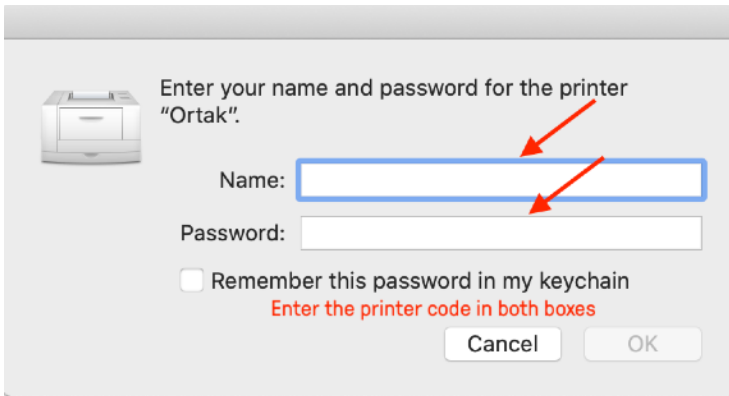 Enter your name and password for the printer
“Ortak”.
Name:
Password:
Remember this password in my keychain
Enter the printer code in both boxes
Cancel OK